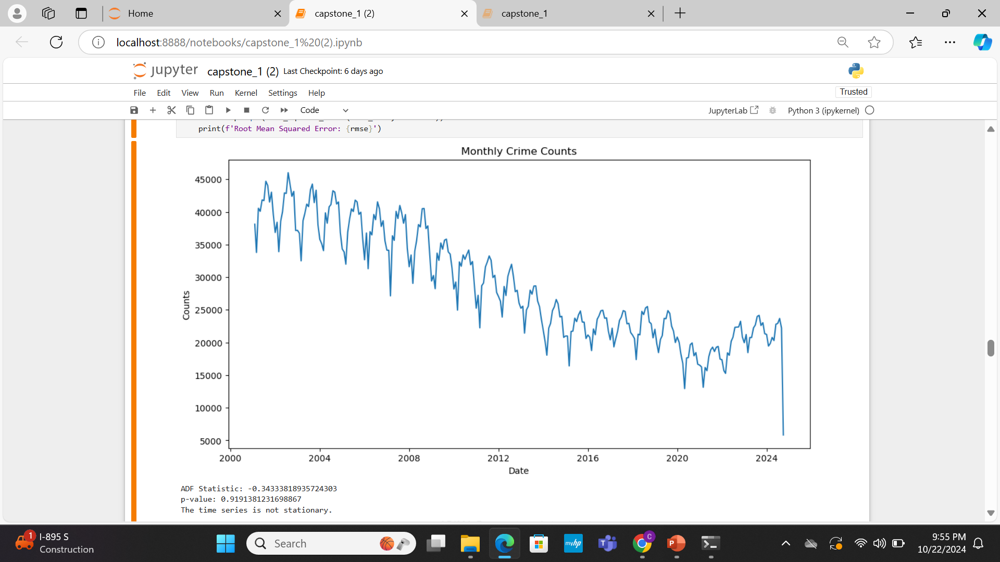 Home
capstone_1 (2)
capstone_1
localhost:8888/notebooks/capstone_1%20(2).ipynb
jupyter capstone_1 (2) Last Checkpoint: 6 days ago
File Edit View Run Kernel Settings Help
Trusted
Code
JupyterLab
Python 3 (ipykernel)
print(f'Root Mean Squared Error: {rmse}')
Monthly Crime Counts
45000
40000
35000
30000
25000
20000
15000
10000
5000
Counts
2000 2004 2008 2012 2016 2020 2024
Date
ADF Statistic: -0.34333818935724303
p-value: 0.9191381231698867
The time series is not stationary.
1
I-895 S
Construction
Search
myhp
T
C
P
9:55 PM
10/22/2024